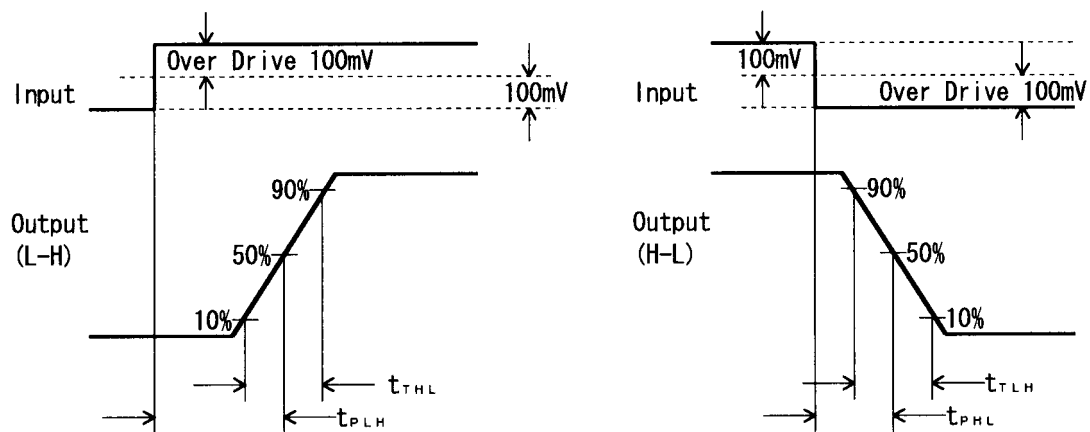 Over Drive 100mV
Input
100mV
90%
Output
(L-H)
50%
10%
tTHL
tPLH
100mV
Input
Over Drive 100mV
90%
Output
(H-L)
50%
10%
tTLH
tPHL